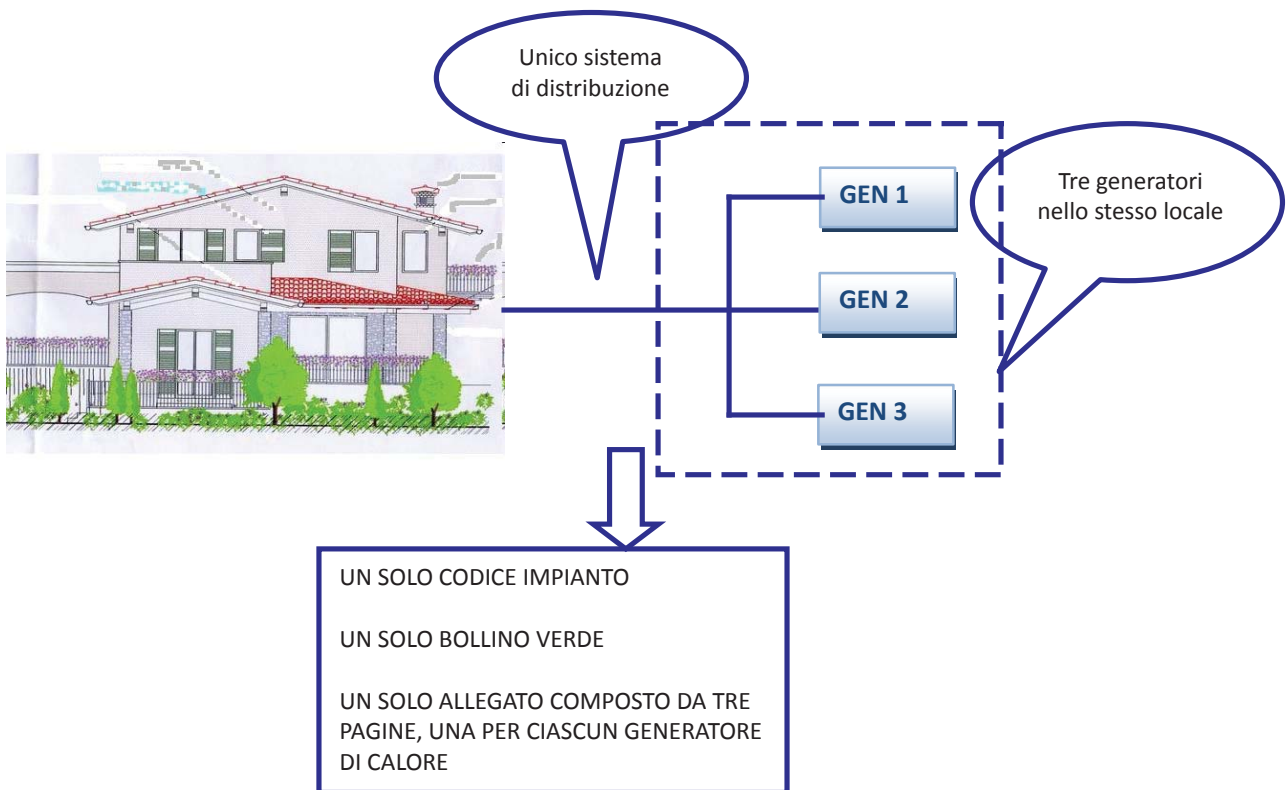 Unico sistema
di distribuzione
GEN 1
Tre generatori
nello stesso locale
GEN 2
GEN 3
UN SOLO CODICE IMPIANTO
UN SOLO BOLLINO VERDE
UN SOLO ALLEGATO COMPOSTO DA TRE
PAGINE, UNA PER CIASCUN GENERATORE
DI CALORE